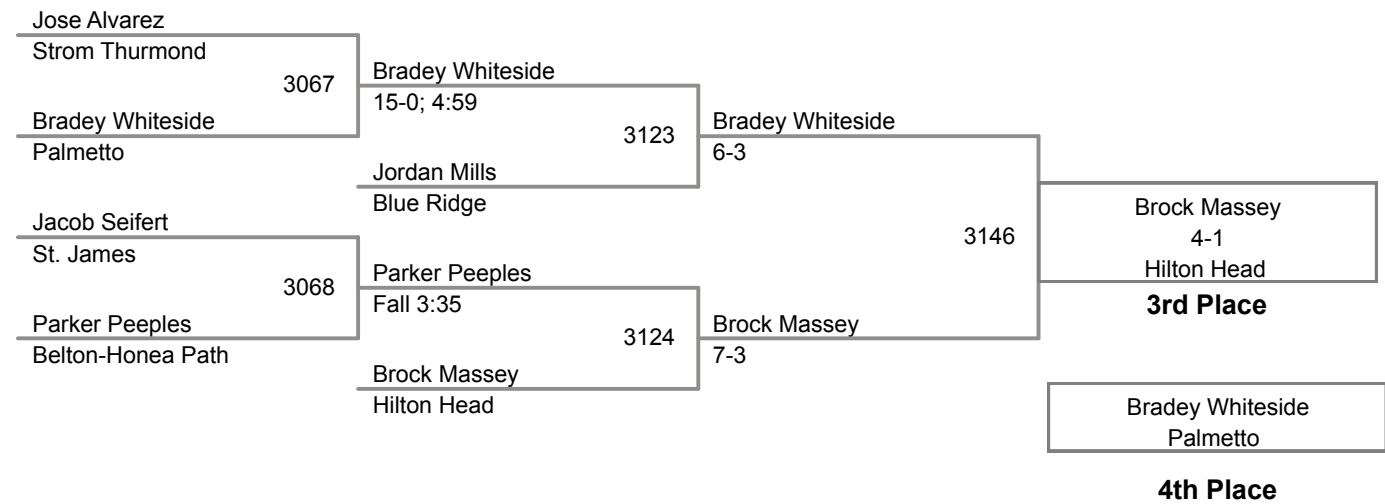 Jose Alvarez
Strom Thurmond
3067
Bradey Whiteside
Palmetto
Bradey Whiteside
15-0; 4:59
3123
Jordan Mills
Blue Ridge
Bradey Whiteside
6-3
Jacob Seifert
St. James
3068
Parker Peeples
Belton-Honea Path
Parker Peeples
Fall 3:35
3124
Brock Massey
Hilton Head
Brock Massey
7-3
3146
Brock Massey
4-1
Hilton Head
3rd Place
Bradey Whiteside
Palmetto
4th Place